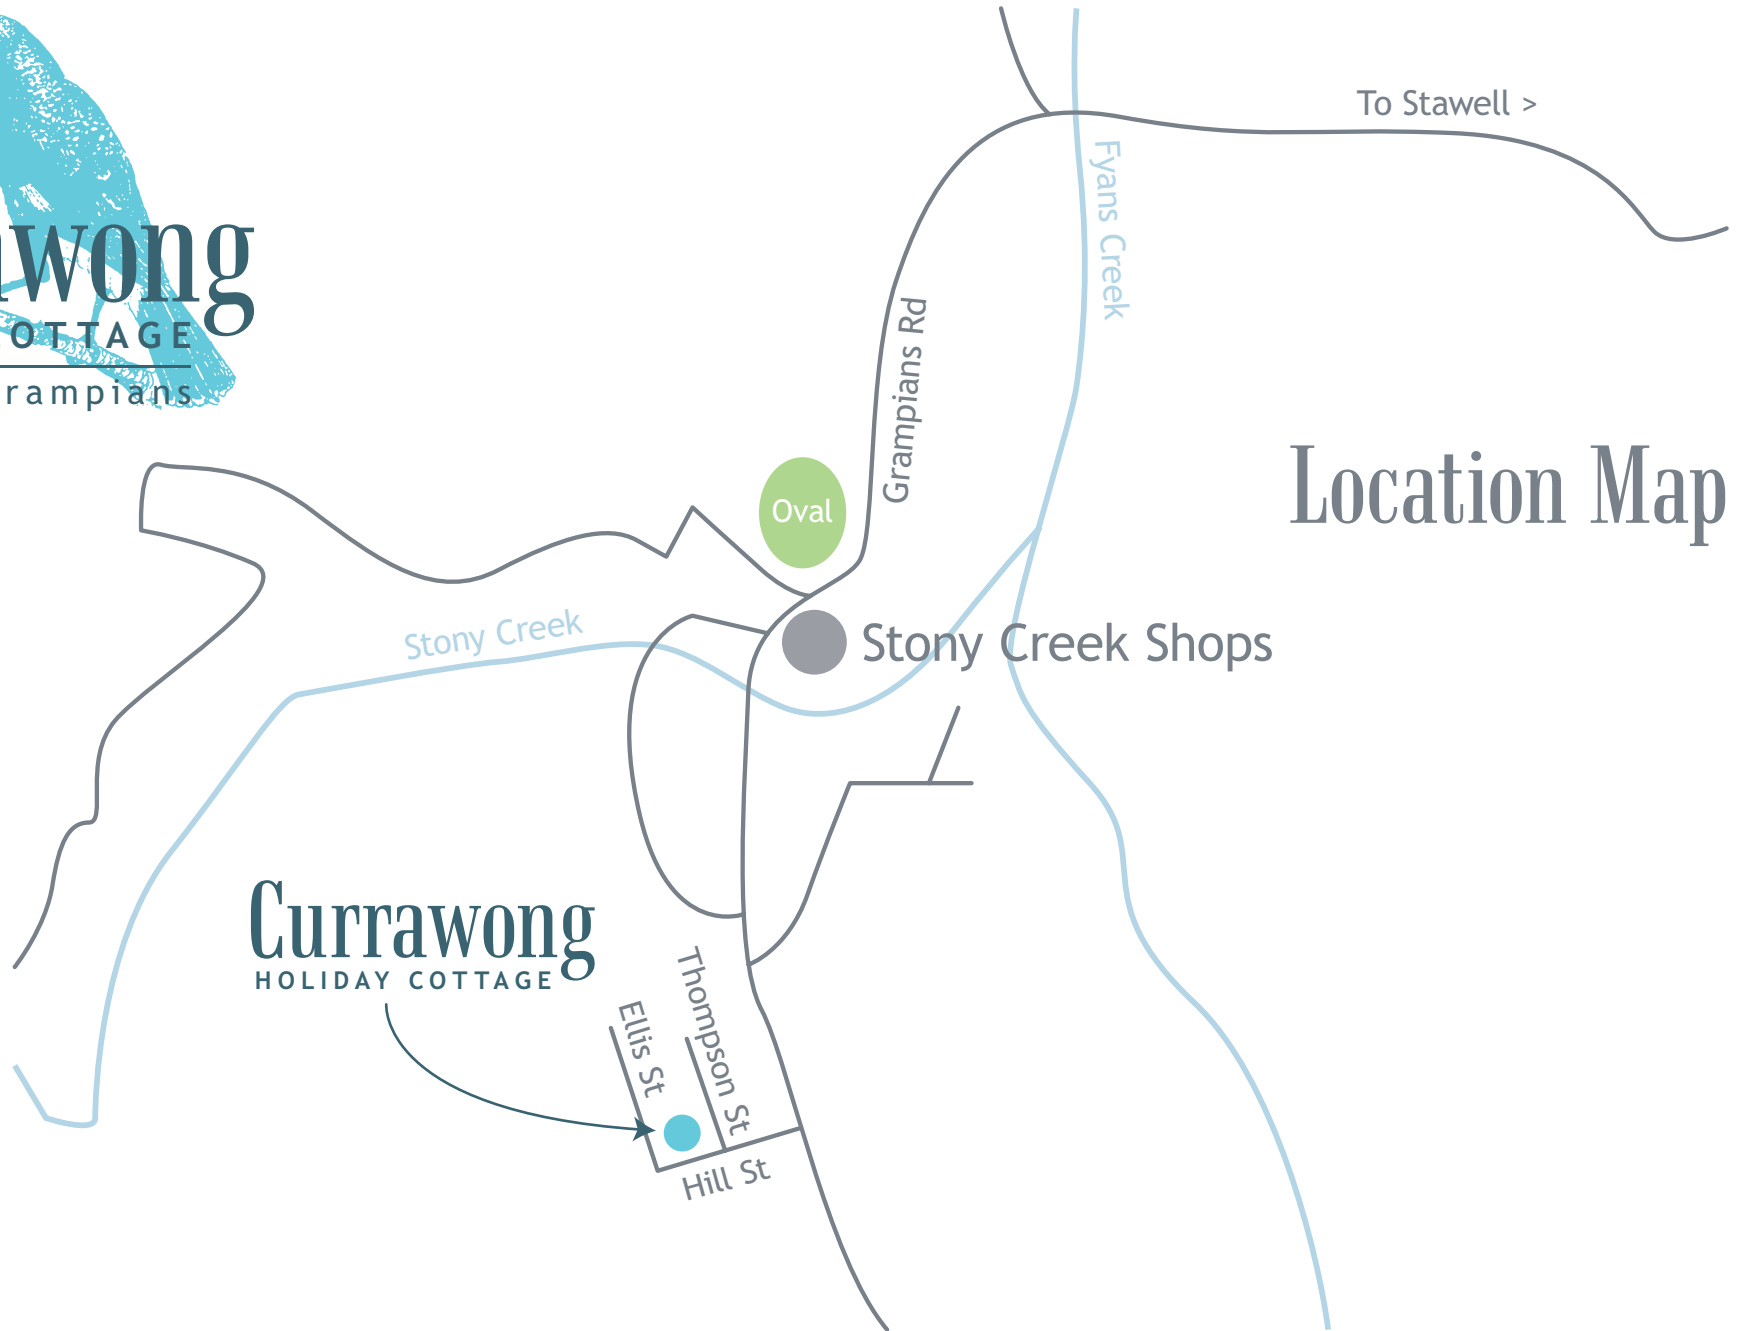 To Stawell >
Fyans Creek
awong
OTTAGE
rampians
Grampians Rd
Location Map
Oval
Stony Creek
Stony Creek Shops
Currawong
HOLIDAY COTTAGE
Thompson St
Ellis St
Hill St